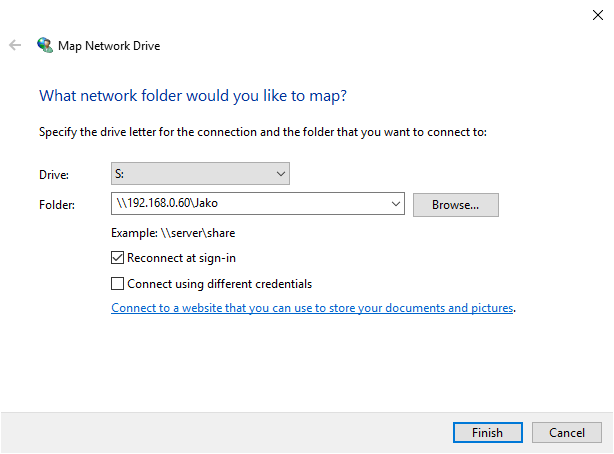 Map Network Drive
What network folder would you like to map?
Specify the drive letter for the connection and the folder that you want to connect to:
Drive: S:
Folder: \\192.168.0.60\Jako Browse...
Example: \\server\share
Reconnect at sign-in
Connect using different credentials
Connect to a website that you can use to store your documents and pictures.
Finish Cancel